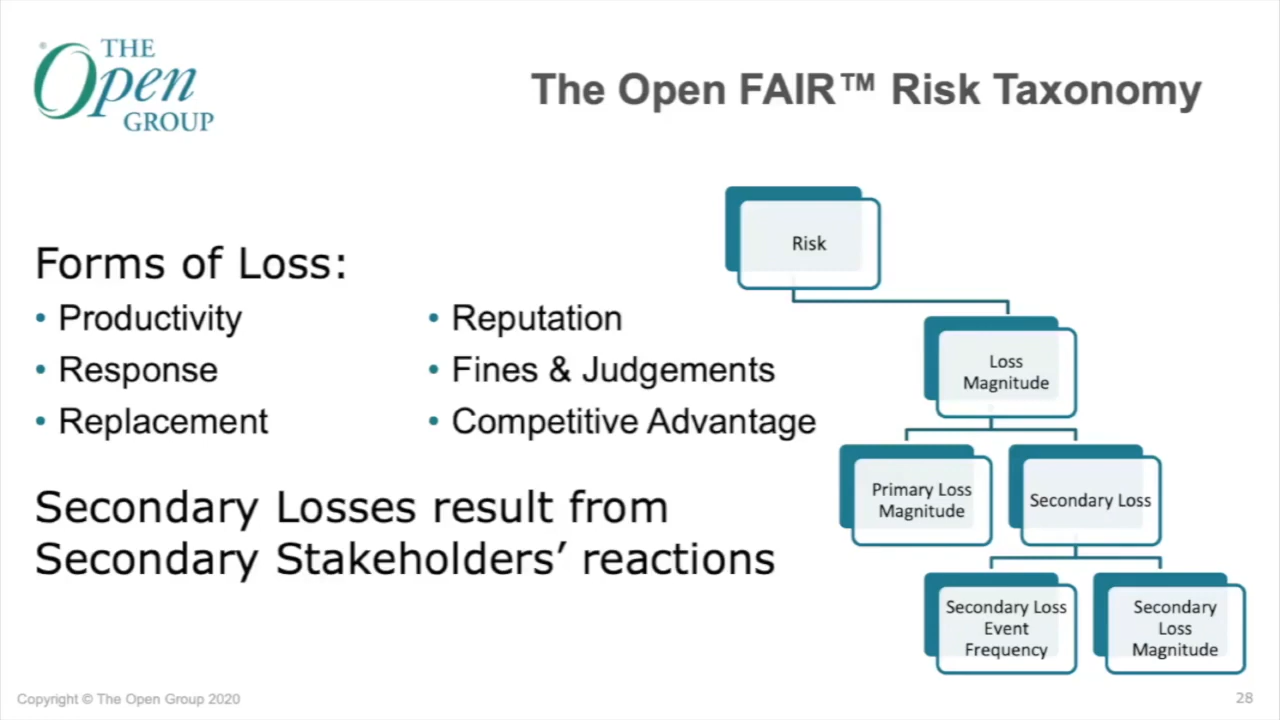 THE
Open
GROUP
The Open FAIR™ Risk Taxonomy
Forms of Loss:
• Productivity
• Response
• Replacement
• Reputation
• Fines & Judgements
• Competitive Advantage
Secondary Losses result from
Secondary Stakeholders’ reactions
Risk
Loss
Magnitude
Primary Loss
Magnitude
Secondary Loss
Secondary Loss
Event
Frequency
Secondary
Loss
Magnitude
Copyright © The Open Group 2020
28